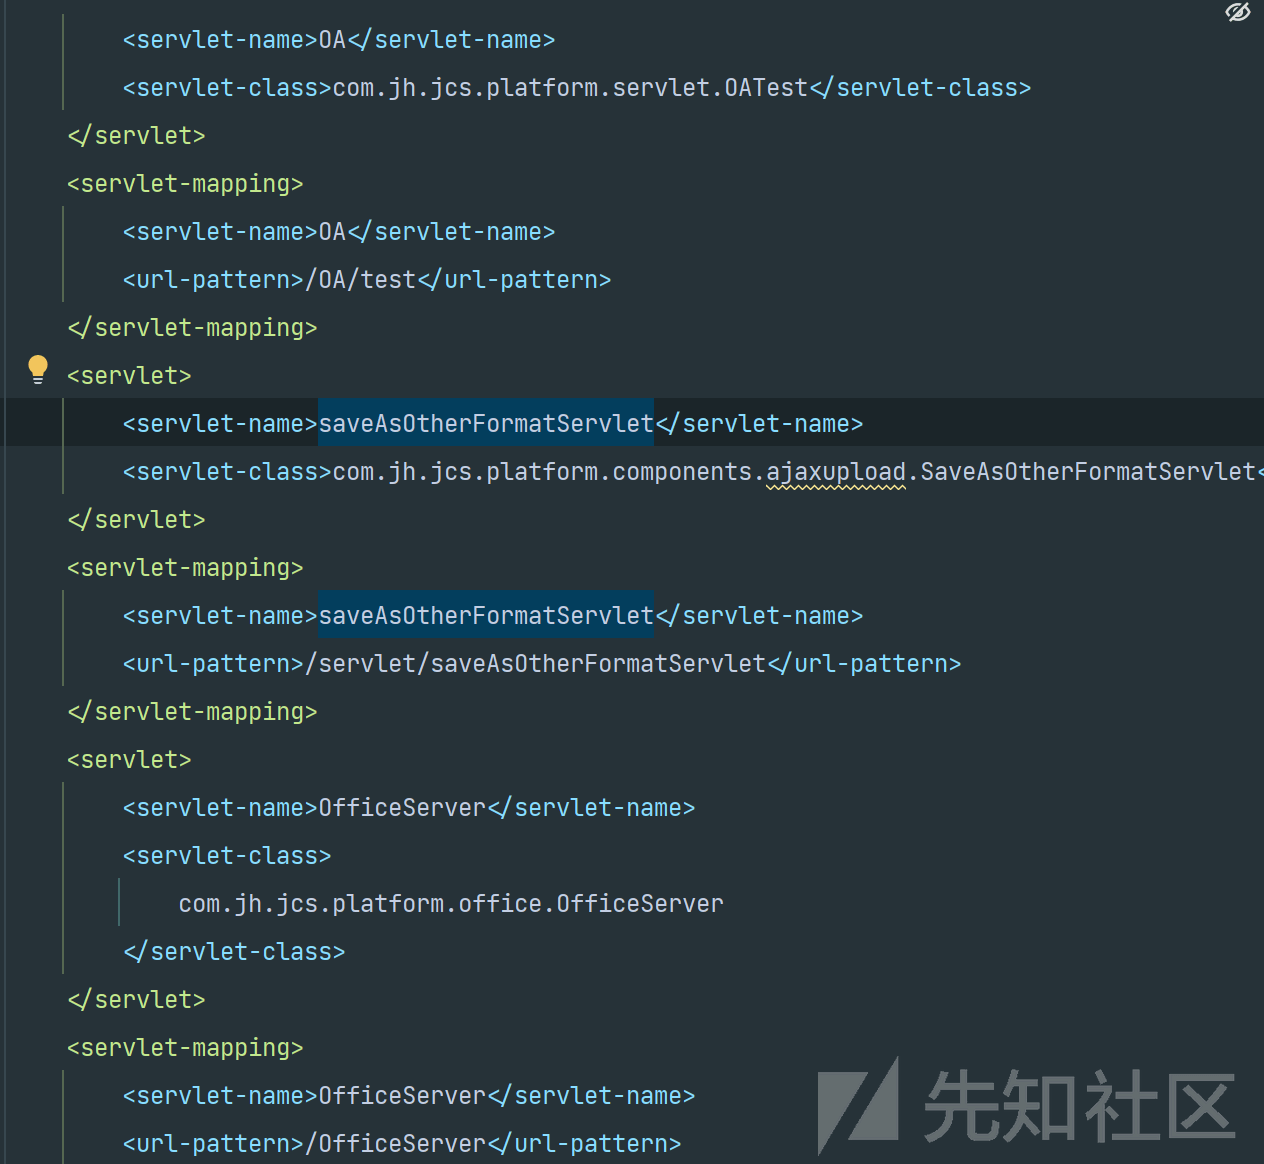 <servlet-name>OA</servlet-name>
<servlet-class>com.jh.jcs.platform.servlet.OATest</servlet-class>
</servlet>
<servlet-mapping>
<servlet-name>OA</servlet-name>
<url-pattern>/OA/test</url-pattern>
</servlet-mapping>
<servlet>
<servlet-name>saveAsOtherFormatServlet</servlet-name>
<servlet-class>com.jh.jcs.platform.components.ajaxupload.SaveAsOtherFormatServlet<
</servlet>
<servlet-mapping>
<servlet-name>saveAsOtherFormatServlet</servlet-name>
<url-pattern>/servlet/saveAsOtherFormatServlet</url-pattern>
</servlet-mapping>
<servlet>
<servlet-name>OfficeServer</servlet-name>
<servlet-class>
com.jh.jcs.platform.office.OfficeServer
</servlet-class>
</servlet>
<servlet-mapping>
<servlet-name>OfficeServer</servlet-name>
<url-pattern>/OfficeServer</url-pattern>
先知社区